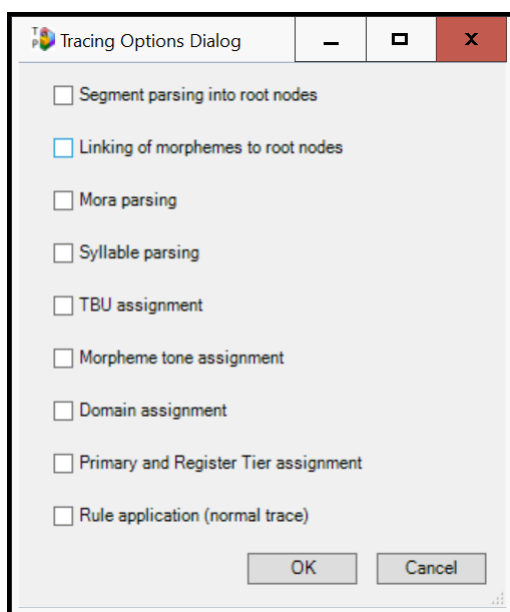 TP Tracing Options Dialog
Segment parsing into root nodes
Linking of morphemes to root nodes
Mora parsing
Syllable parsing
TBU assignment
Morpheme tone assignment
Domain assignment
Primary and Register Tier assignment
Rule application (normal trace)
OK Cancel